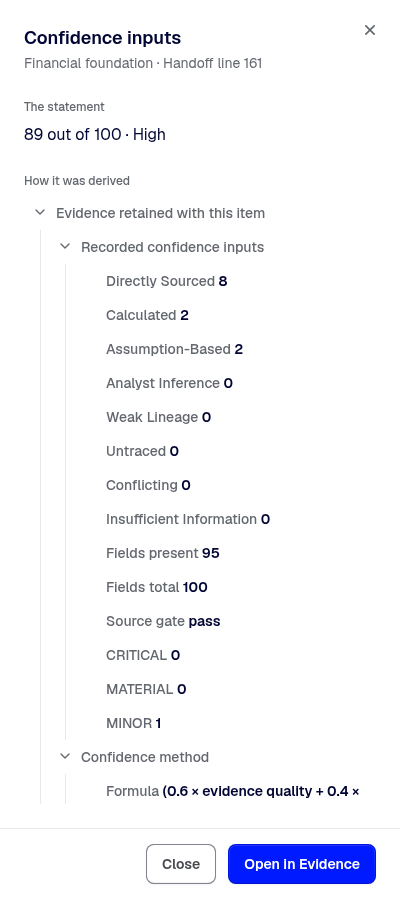 Confidence inputs
Financial foundation · Handoff line 161
The statement
89 out of 100 · High
How it was derived
Evidence retained with this item
Recorded confidence inputs
Directly Sourced 8
Calculated 2
Assumption-Based 2
Analyst Inference 0
Weak Lineage 0
Untraced 0
Conflicting 0
Insufficient Information 0
Fields present 95
Fields total 100
Source gate pass
CRITICAL 0
MATERIAL 0
MINOR 1
Confidence method
Formula (0.6 × evidence quality + 0.4 ×
Close
Open In Evidence